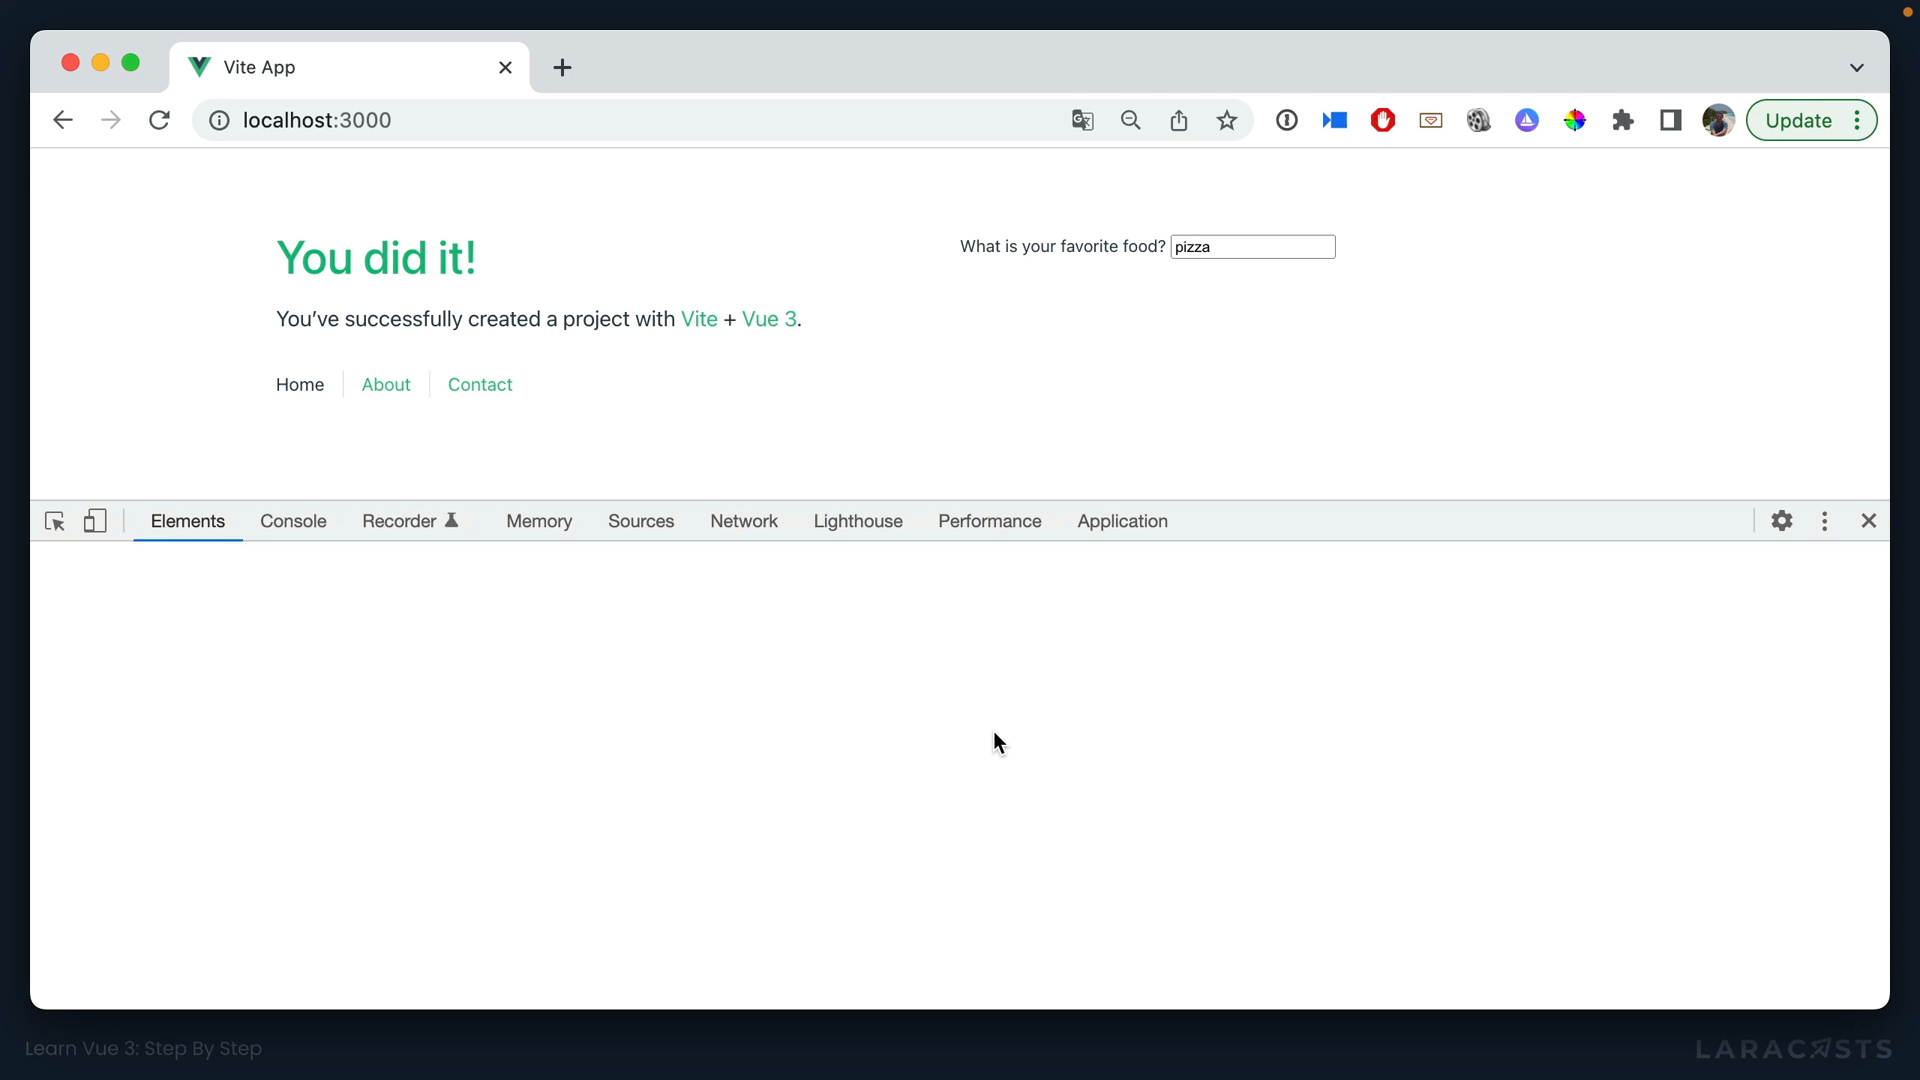 Vite App
localhost:3000
Update
You did it!
What is your favorite food? pizza
You've successfully created a project with Vite + Vue 3.
Home About Contact
Elements Console Recorder Memory Sources Network Lighthouse Performance Application
Learn Vue 3: Step By Step
LARACASTS